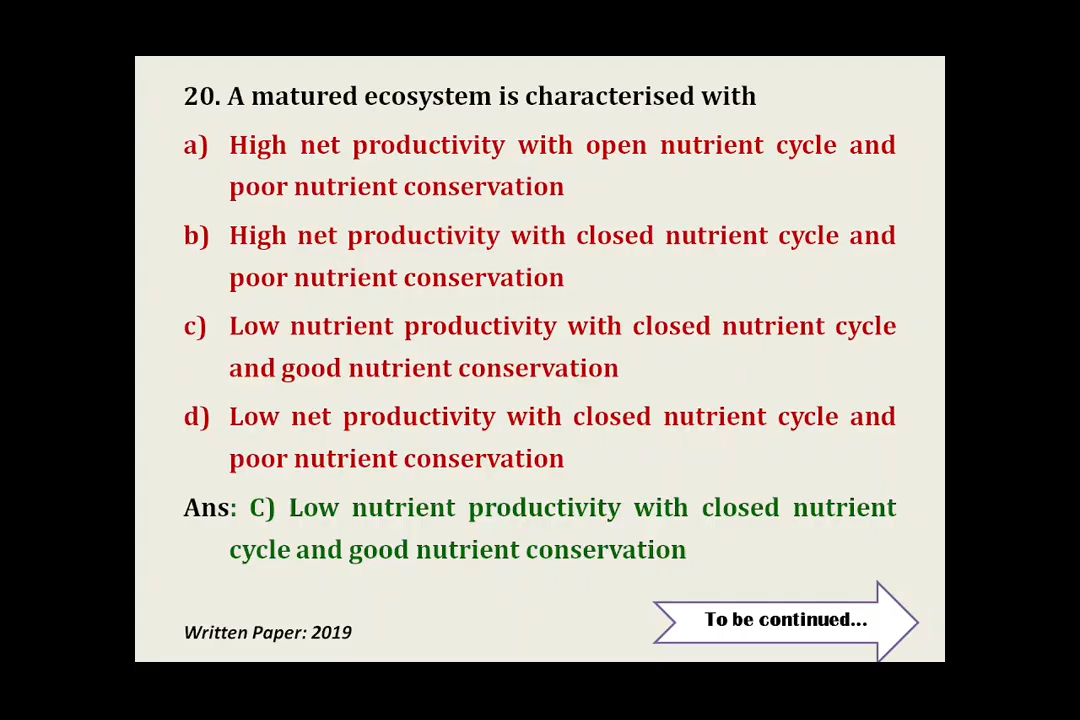 20. A matured ecosystem is characterised with
a) High net productivity with open nutrient cycle and
poor nutrient conservation
b) High net productivity with closed nutrient cycle and
poor nutrient conservation
c) Low nutrient productivity with closed nutrient cycle
and good nutrient conservation
d) Low net productivity with closed nutrient cycle and
poor nutrient conservation
Ans: C) Low nutrient productivity with closed nutrient
cycle and good nutrient conservation
To be continued...
Written Paper: 2019